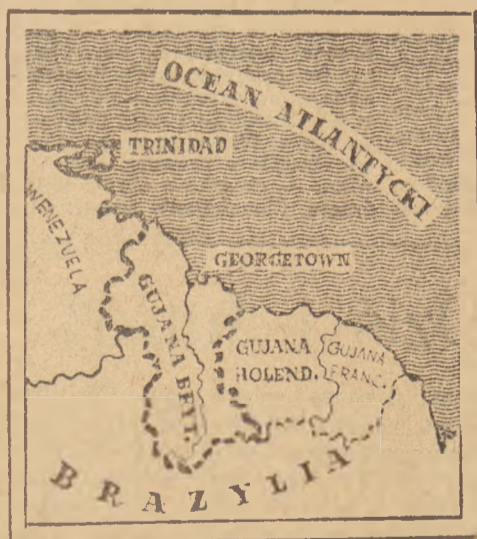 OCEAN ATLANTYCKI
TRINIDAD
WENEZUELA
GEORGETOWN
GUJANA BRYT.
GUJANA
HOLEND.
GUJANA
FRANC.
BRAZYLIA